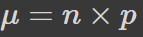 μ = n × p